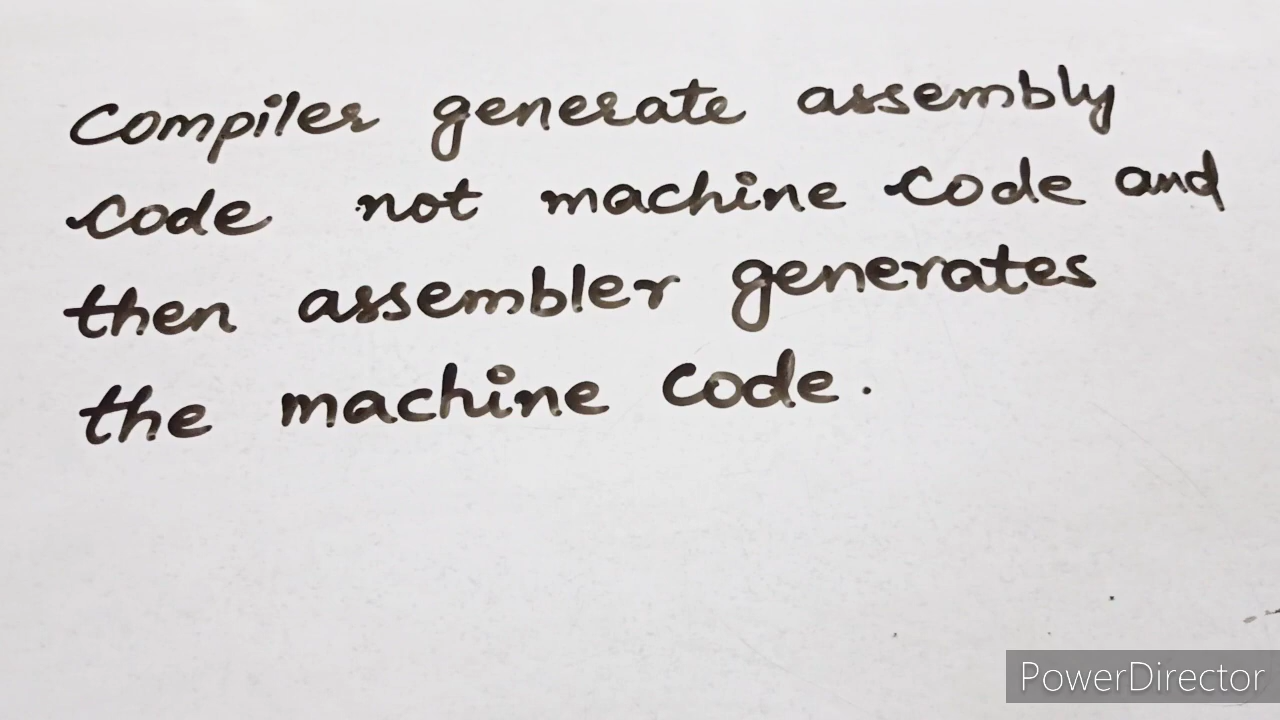 Compiler generate assembly
code not machine code and
then assembler generates
the machine code.
PowerDirector